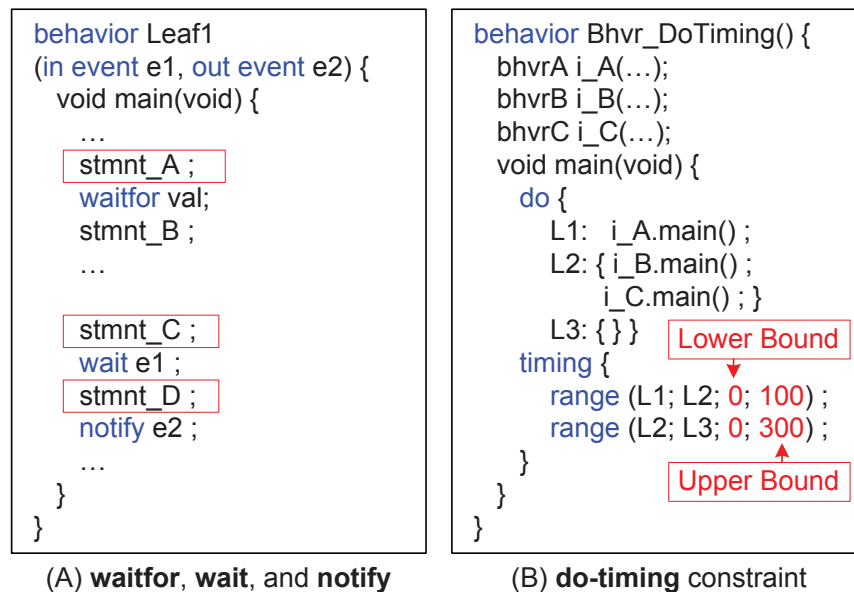 behavior Leaf1
(in event e1, out event e2) {
void main(void) {
…
stmnt_A ;
waitfor val;
stmnt_B ;
…
stmnt_C ;
wait e1 ;
stmnt_D ;
notify e2 ;
…
}
}
(A) waitfor, wait, and notify
behavior Bhvr_DoTiming() {
bhvrA i_A(…);
bhvrB i_B(…);
bhvrC i_C(…);
void main(void) {
do {
L1: i_A.main() ;
L2: { i_B.main() ;
i_C.main() ; }
L3: { } }
Lower Bound
timing {
range (L1; L2; 0; 100) ;
range (L2; L3; 0; 300) ;
}
Upper Bound
}
}
(B) do-timing constraint